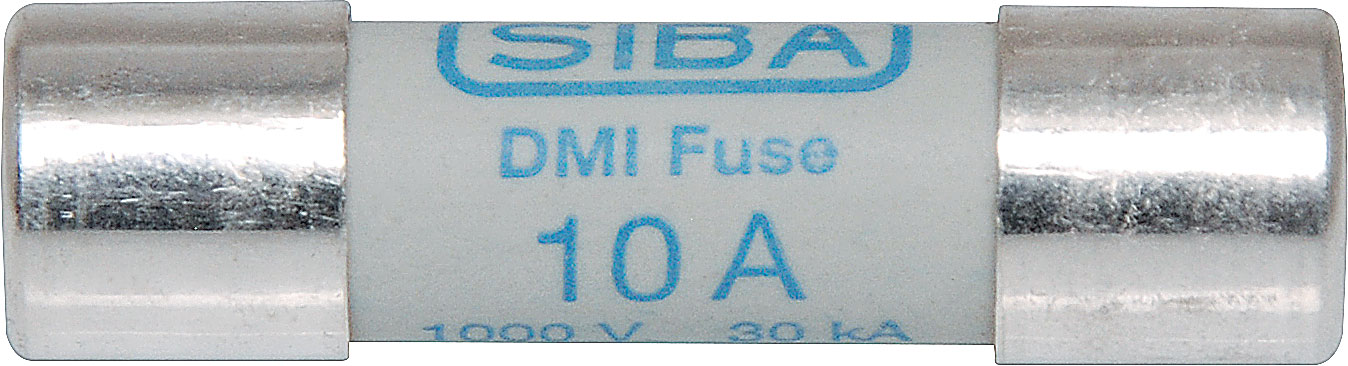 SIBA
DMI Fuse
10 A
1000 V 30 kA